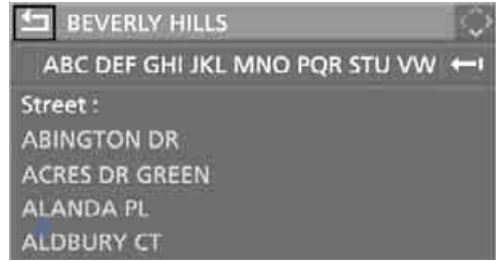 BEVERLY HILLS
ABC DEF GHI JKL MNO PQR STU VW
Street :
ABINGTON DR
ACRES DR GREEN
ALANDA PL
ALDBURY CT